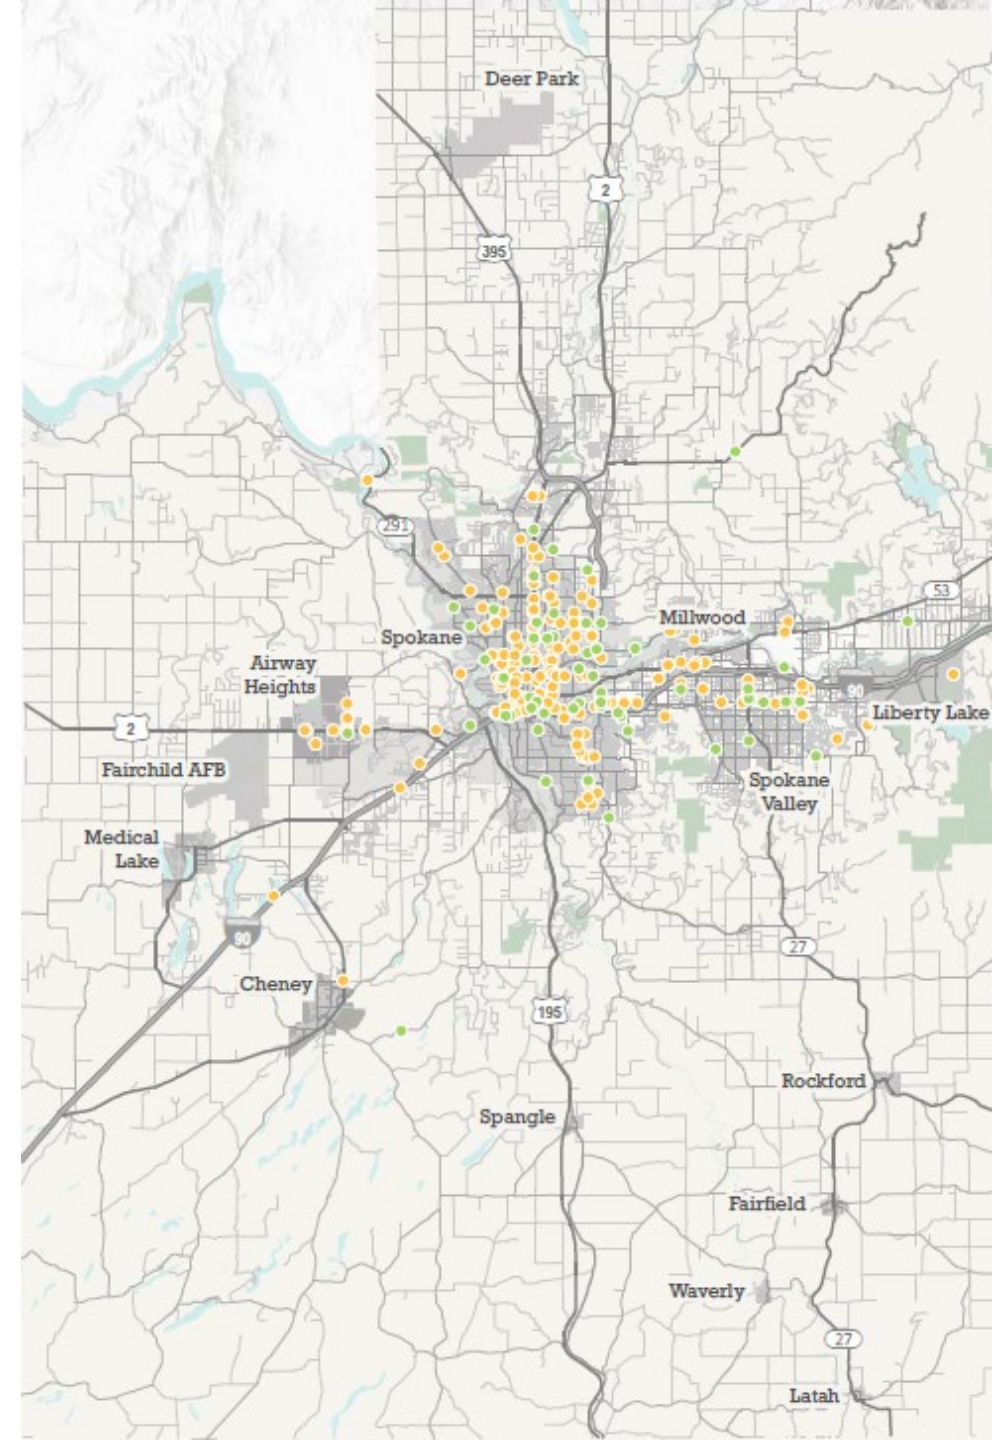 Deer Park
2
395
291
53
Millwood
Spokane
Airway
Heights
90
Liberty Lake
2
Fairchild AFB
Spokane
Valley
Medical
Lake
90
27
Cheney
195
Rockford
Spangle
Fairfield
Waverly
27
Latah